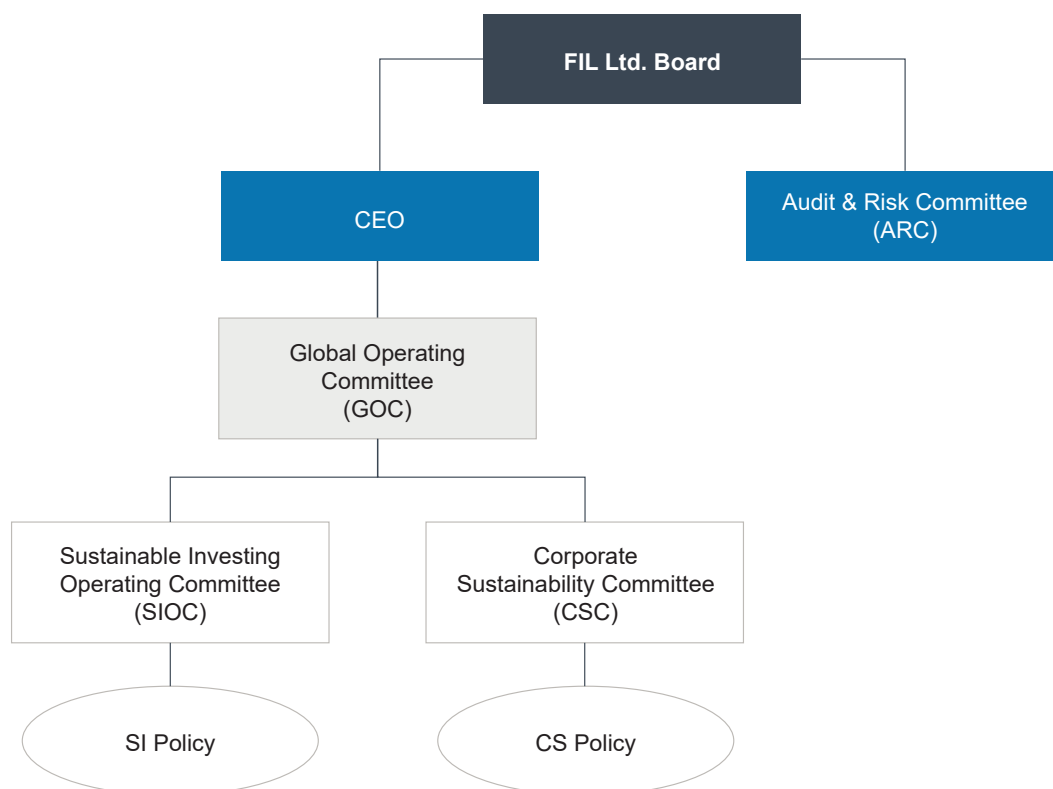 FIL Ltd. Board
CEO
Audit & Risk Committee
(ARC)
Global Operating
Committee
(GOC)
Sustainable Investing
Operating Committee
(SIOC)
Corporate
Sustainability Committee
(CSC)
SI Policy
CS Policy